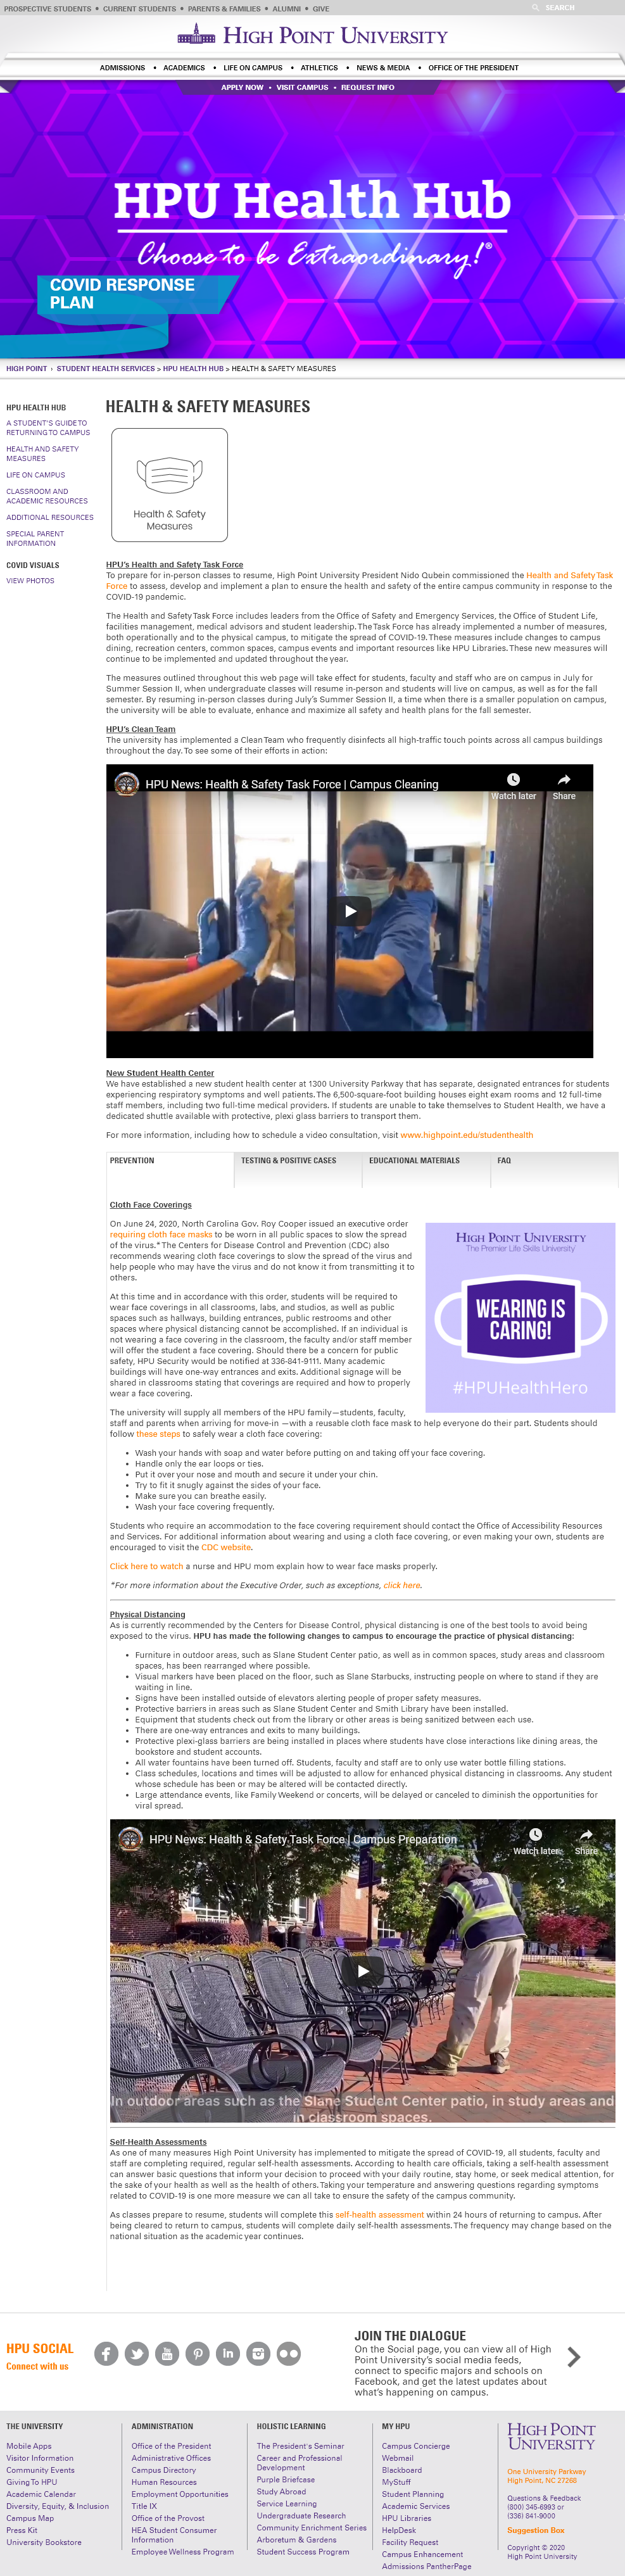 PROSPECTIVE STUDENTS • CURRENT STUDENTS • PARENTS & FAMILIES • ALUMNI • GIVE
SEARCH
HIGH POINT UNIVERSITY
ADMISSIONS • ACADEMICS • LIFE ON CAMPUS • ATHLETICS • NEWS & MEDIA • OFFICE OF THE PRESIDENT
APPLY NOW • VISIT CAMPUS • REQUEST INFO
HPU Health Hub
Choose to be Extraordinary!®
COVID RESPONSE
PLAN
HIGH POINT › STUDENT HEALTH SERVICES > HPU HEALTH HUB > HEALTH & SAFETY MEASURES
HPU HEALTH HUB
A STUDENT'S GUIDE TO
RETURNING TO CAMPUS
HEALTH AND SAFETY
MEASURES
LIFE ON CAMPUS
CLASSROOM AND
ACADEMIC RESOURCES
ADDITIONAL RESOURCES
SPECIAL PARENT
INFORMATION
COVID VISUALS
VIEW PHOTOS
HEALTH & SAFETY MEASURES
Health & Safety
Measures
HPU's Health and Safety Task Force
To prepare for in-person classes to resume, High Point University President Nido Qubein commissioned the Health and Safety Task
Force to assess, develop and implement a plan to ensure the health and safety of the entire campus community in response to the
COVID-19 pandemic.
The Health and Safety Task Force includes leaders from the Office of Safety and Emergency Services, the Office of Student Life,
facilities management, medical advisors and student leadership. The Task Force has already implemented a number of measures,
both operationally and to the physical campus, to mitigate the spread of COVID-19. These measures include changes to campus
dining, recreation centers, common spaces, campus events and important resources like HPU Libraries. These new measures will
continue to be implemented and updated throughout the year.
The measures outlined throughout this web page will take effect for students, faculty and staff who are on campus in July for
Summer Session II, when undergraduate classes will resume in-person and students will live on campus, as well as for the fall
semester. By resuming in-person classes during July's Summer Session II, a time when there is a smaller population on campus,
the university will be able to evaluate, enhance and maximize all safety and health plans for the fall semester.
HPU's Clean Team
The university has implemented a Clean Team who frequently disinfects all high-traffic touch points across all campus buildings
throughout the day. To see some of their efforts in action:
HPU News: Health & Safety Task Force | Campus Cleaning
Watch later
Share
New Student Health Center
We have established a new student health center at 1300 University Parkway that has separate, designated entrances for students
experiencing respiratory symptoms and well patients. The 6,500-square-foot building houses eight exam rooms and 12 full-time
staff members, including two full-time medical providers. If students are unable to take themselves to Student Health, we have a
dedicated shuttle available with protective, plexi glass barriers to transport them.
For more information, including how to schedule a video consultation, visit www.highpoint.edu/studenthealth
PREVENTION
TESTING & POSITIVE CASES
EDUCATIONAL MATERIALS
FAQ
Cloth Face Coverings
On June 24, 2020, North Carolina Gov. Roy Cooper issued an executive order
requiring cloth face masks to be worn in all public spaces to slow the spread
of the virus.* The Centers for Disease Control and Prevention (CDC) also
recommends wearing cloth face coverings to slow the spread of the virus and
help people who may have the virus and do not know it from transmitting it to
others.
HIGH POINT UNIVERSITY
The Premier Life Skills University
WEARING IS
CARING!
#HPUHealthHero
At this time and in accordance with this order, students will be required to
wear face coverings in all classrooms, labs, and studios, as well as public
spaces such as hallways, building entrances, public restrooms and other
spaces where physical distancing cannot be accomplished. If an individual is
not wearing a face covering in the classroom, the faculty and/or staff member
will offer the student a face covering. Should there be a concern for public
safety, HPU Security would be notified at 336-841-9111. Many academic
buildings will have one-way entrances and exits. Additional signage will be
shared in classrooms stating that coverings are required and how to properly
wear a face covering.
The university will supply all members of the HPU family—students, faculty,
staff and parents when arriving for move-in —with a reusable cloth face mask to help everyone do their part. Students should
follow these steps to safely wear a cloth face covering:
• Wash your hands with soap and water before putting on and taking off your face covering.
• Handle only the ear loops or ties.
• Put it over your nose and mouth and secure it under your chin.
• Try to fit it snugly against the sides of your face.
• Make sure you can breathe easily.
• Wash your face covering frequently.
Students who require an accommodation to the face covering requirement should contact the Office of Accessibility Resources
and Services. For additional information about wearing and using a cloth face covering, or even making your own, students are
encouraged to visit the CDC website.
Click here to watch a nurse and HPU mom explain how to wear face masks properly.
*For more information about the Executive Order, such as exceptions, click here.
Physical Distancing
As is currently recommended by the Centers for Disease Control, physical distancing is one of the best tools to avoid being
exposed to the virus. HPU has made the following changes to campus to encourage the practice of physical distancing:
• Furniture in outdoor areas, such as Slane Student Center patio, as well as in common spaces, study areas and classroom
spaces, has been rearranged where possible.
• Visual markers have been placed on the floor, such as Slane Starbucks, instructing people on where to stand if they are
waiting in line.
• Signs have been installed outside of elevators alerting people of proper safety measures.
• Protective barriers in areas such as Slane Student Center and Smith Library have been installed.
• Equipment that students check out from the library or other areas is being sanitized between each use.
• There are one-way entrances and exits to many buildings.
• Protective plexi-glass barriers are being installed in places where students have close interactions like dining areas, the
bookstore and student accounts.
• All water fountains have been turned off. Students, faculty and staff are to only use water bottle filling stations.
• Class schedules, locations and times will be adjusted to allow for enhanced physical distancing in classrooms. Any student
whose schedule has been or may be altered will be contacted directly.
• Large attendance events, like Family Weekend or concerts, will be delayed or canceled to diminish the opportunities for
viral spread.
HPU News: Health & Safety Task Force | Campus Preparation
Watch later
Share
In outdoor areas such as the Slane Student Center patio, in study areas and
in classroom spaces.
Self-Health Assessments
As one of many measures High Point University has implemented to mitigate the spread of COVID-19, all students, faculty and
staff are completing required, regular self-health assessments. According to health care officials, taking a self-health assessment
can answer basic questions that inform your decision to proceed with your daily routine, stay home, or seek medical attention, for
the sake of your health as well as the health of others. Taking your temperature and answering questions regarding symptoms
related to COVID-19 is one more measure we can all take to ensure the safety of the campus community.
As classes prepare to resume, students will complete this self-health assessment within 24 hours of returning to campus. After
being cleared to return to campus, students will complete daily self-health assessments. The frequency may change based on the
national situation as the academic year continues.
HPU SOCIAL
Connect with us
JOIN THE DIALOGUE
On the Social page, you can view all of High
Point University's social media feeds,
connect to specific majors and schools on
Facebook, and get the latest updates about
what's happening on campus.
THE UNIVERSITY
Mobile Apps
Visitor Information
Community Events
Giving To HPU
Academic Calendar
Diversity, Equity, & Inclusion
Campus Map
Press Kit
University Bookstore
ADMINISTRATION
Office of the President
Administrative Offices
Campus Directory
Human Resources
Employment Opportunities
Title IX
Office of the Provost
HEA Student Consumer
Information
Employee Wellness Program
HOLISTIC LEARNING
The President's Seminar
Career and Professional
Development
Purple Briefcase
Study Abroad
Service Learning
Undergraduate Research
Community Enrichment Series
Arboretum & Gardens
Student Success Program
MY HPU
Campus Concierge
Webmail
Blackboard
MyStuff
Student Planning
Academic Services
HPU Libraries
HelpDesk
Facility Request
Campus Enhancement
Admissions PantherPage
HIGH POINT
UNIVERSITY
One University Parkway
High Point, NC 27268
Questions & Feedback
(800) 345-6993 or
(336) 841-9000
Suggestion Box
Copyright © 2020
High Point University